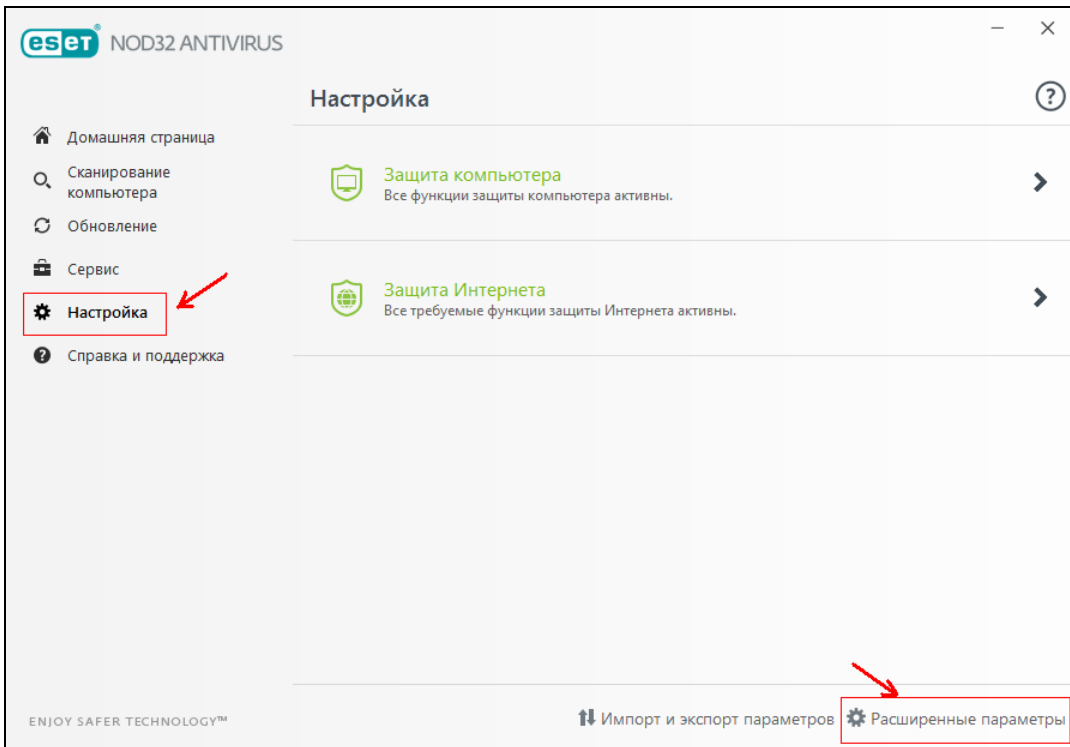 eset NOD32 ANTIVIRUS
Настройка
Домашняя страница
Сканирование
компьютера
Обновление
Сервис
Настройка
Справка и поддержка
Защита компьютера
Все функции защиты компьютера активны.
Защита Интернета
Все требуемые функции защиты Интернета активны.
ENJOY SAFER TECHNOLOGY™
Импорт и экспорт параметров
Расширенные параметры